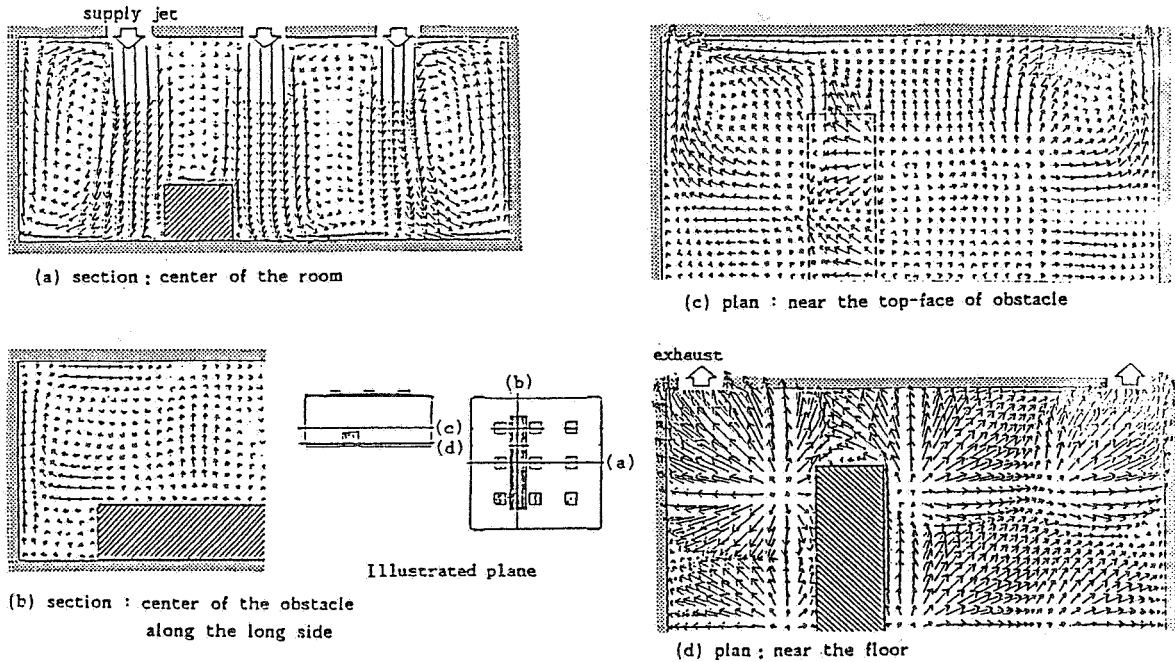 supply jet
(a) section : center of the room
(c) plan : near the top-face of obstacle
exhaust
(b)
(c)
(d)
(a)
Illustrated plane
(b) section : center of the obstacle
along the long side
(d) plan : near the floor